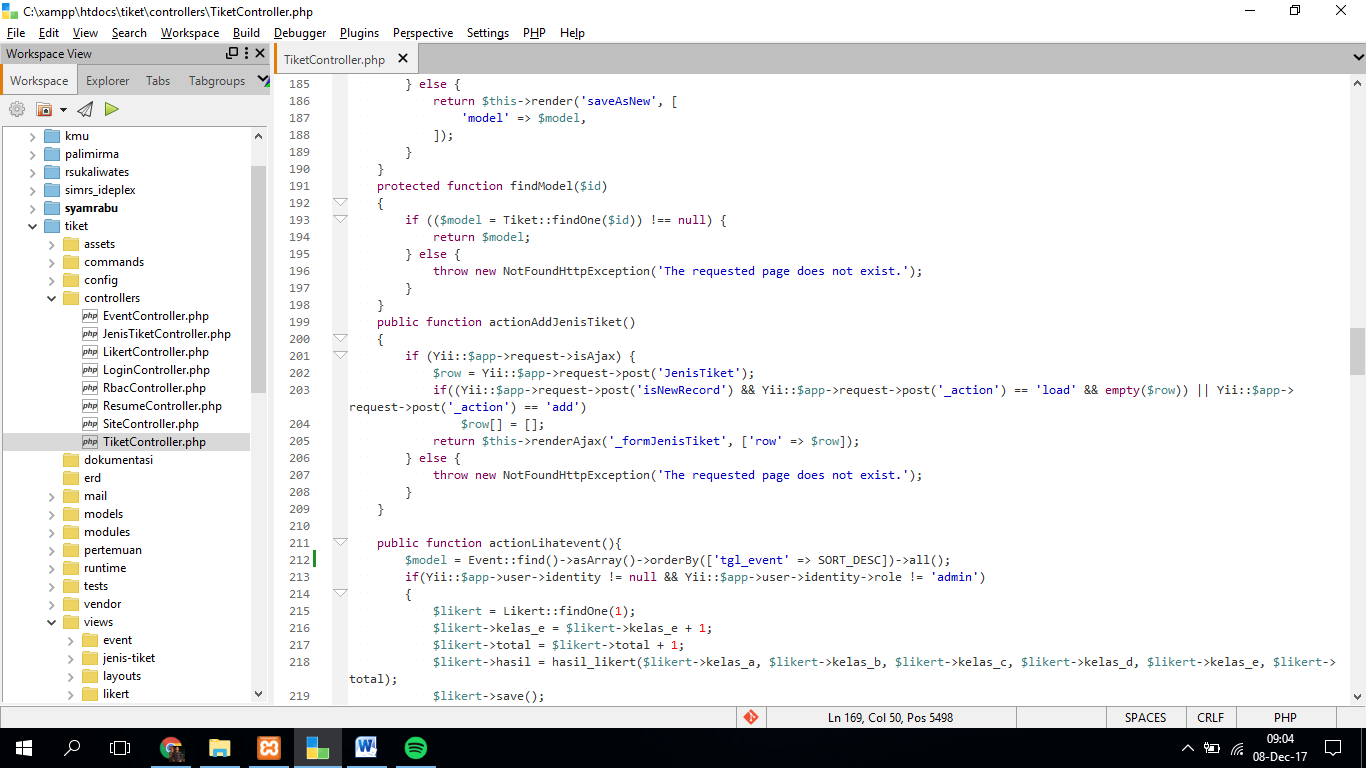 C:\xampp\htdocs\tiket\controllers\TiketController.php
File Edit View Search Workspace Build Debugger Plugins Perspective Settings PHP Help
Workspace View
Workspace Explorer Tabs Tabgroups
kmu
palimirma
rsukaliwates
simrs_ideplex
syamrabu
tiket
assets
commands
config
controllers
php EventController.php
php JenisTiketController.php
php LikertController.php
php LoginController.php
php RbacController.php
php ResumeController.php
php SiteController.php
php TiketController.php
dokumentasi
erd
mail
models
modules
pertemuan
runtime
tests
vendor
views
event
jenis-tiket
layouts
likert
TiketController.php
185 } else {
186 return $this->render('saveAsNew', [
187 'model' => $model,
188 ]);
189 }
190 }
191 protected function findModel($id)
192 {
193 if (($model = Tiket::findOne($id)) !== null) {
194 return $model;
195 } else {
196 throw new NotFoundHttpException('The requested page does not exist.');
197 }
198 }
199 public function actionAddJenisTiket()
200 {
201 if (Yii::$app->request->isAjax) {
202 $row = Yii::$app->request->post('JenisTiket');
203 if((Yii::$app->request->post('isNewRecord') && Yii::$app->request->post('_action') == 'load' && empty($row)) || Yii::$app->
request->post('_action') == 'add')
204 $row[] = [];
205 return $this->renderAjax('_formJenisTiket', ['row' => $row]);
206 } else {
207 throw new NotFoundHttpException('The requested page does not exist.');
208 }
209 }
210
211 public function actionLihatevent(){
212 $model = Event::find()->asArray()->orderBy(['tgl_event' => SORT_DESC])->all();
213 if(Yii::$app->user->identity != null && Yii::$app->user->identity->role != 'admin')
214 {
215 $likert = Likert::findOne(1);
216 $likert->kelas_e = $likert->kelas_e + 1;
217 $likert->total = $likert->total + 1;
218 $likert->hasil = hasil_likert($likert->kelas_a, $likert->kelas_b, $likert->kelas_c, $likert->kelas_d, $likert->kelas_e, $likert->
total);
219 $likert->save();
Ln 169, Col 50, Pos 5498 SPACES CRLF PHP
09:04
08-Dec-17